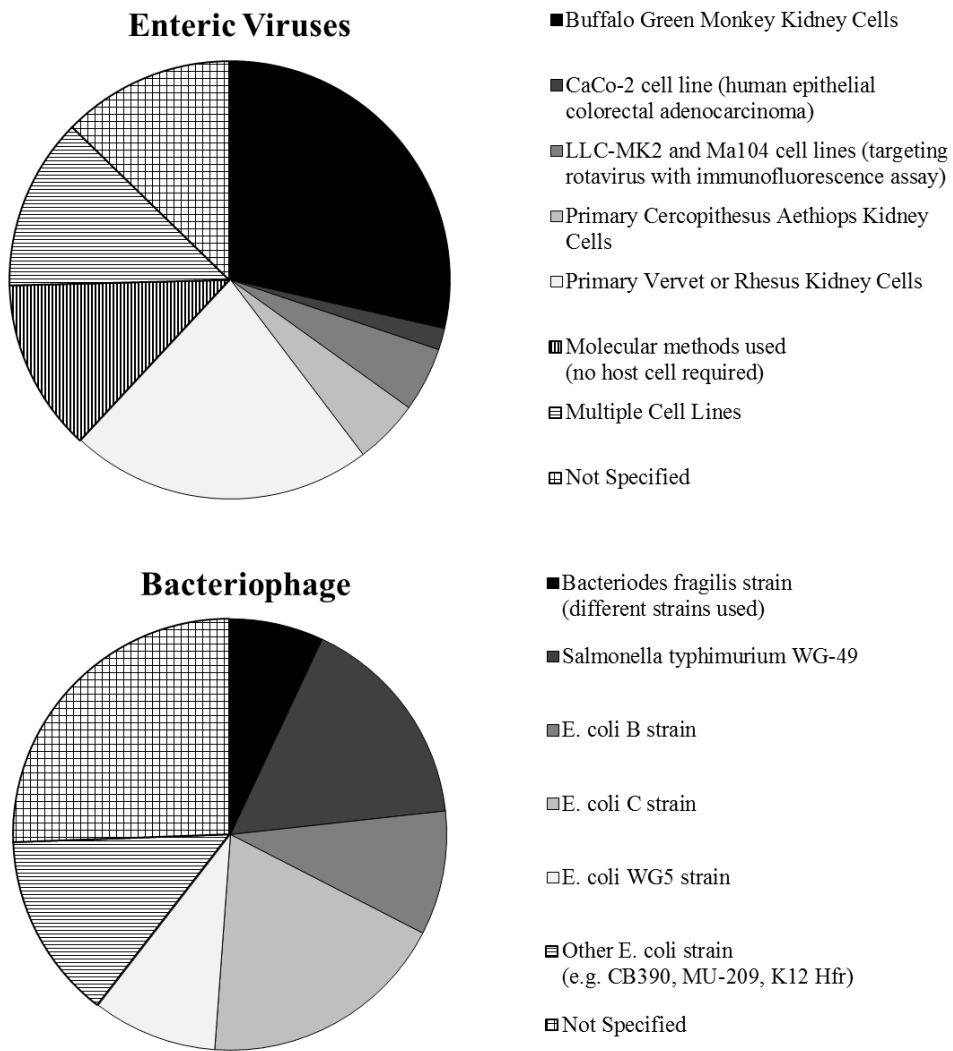 Enteric Viruses
Buffalo Green Monkey Kidney Cells
CaCo-2 cell line (human epithelial
colorectal adenocarcinoma)
LLC-MK2 and Ma104 cell lines (targeting
rotavirus with immunofluorescence assay)
Primary Cercopithesus Aethiops Kidney
Cells
Primary Vervet or Rhesus Kidney Cells
Molecular methods used
(no host cell required)
Multiple Cell Lines
Not Specified
Bacteriophage
Bacteriodes fragilis strain
(different strains used)
Salmonella typhimurium WG-49
E. coli B strain
E. coli C strain
E. coli WG5 strain
Other E. coli strain
(e.g. CB390, MU-209, K12 Hfr)
Not Specified